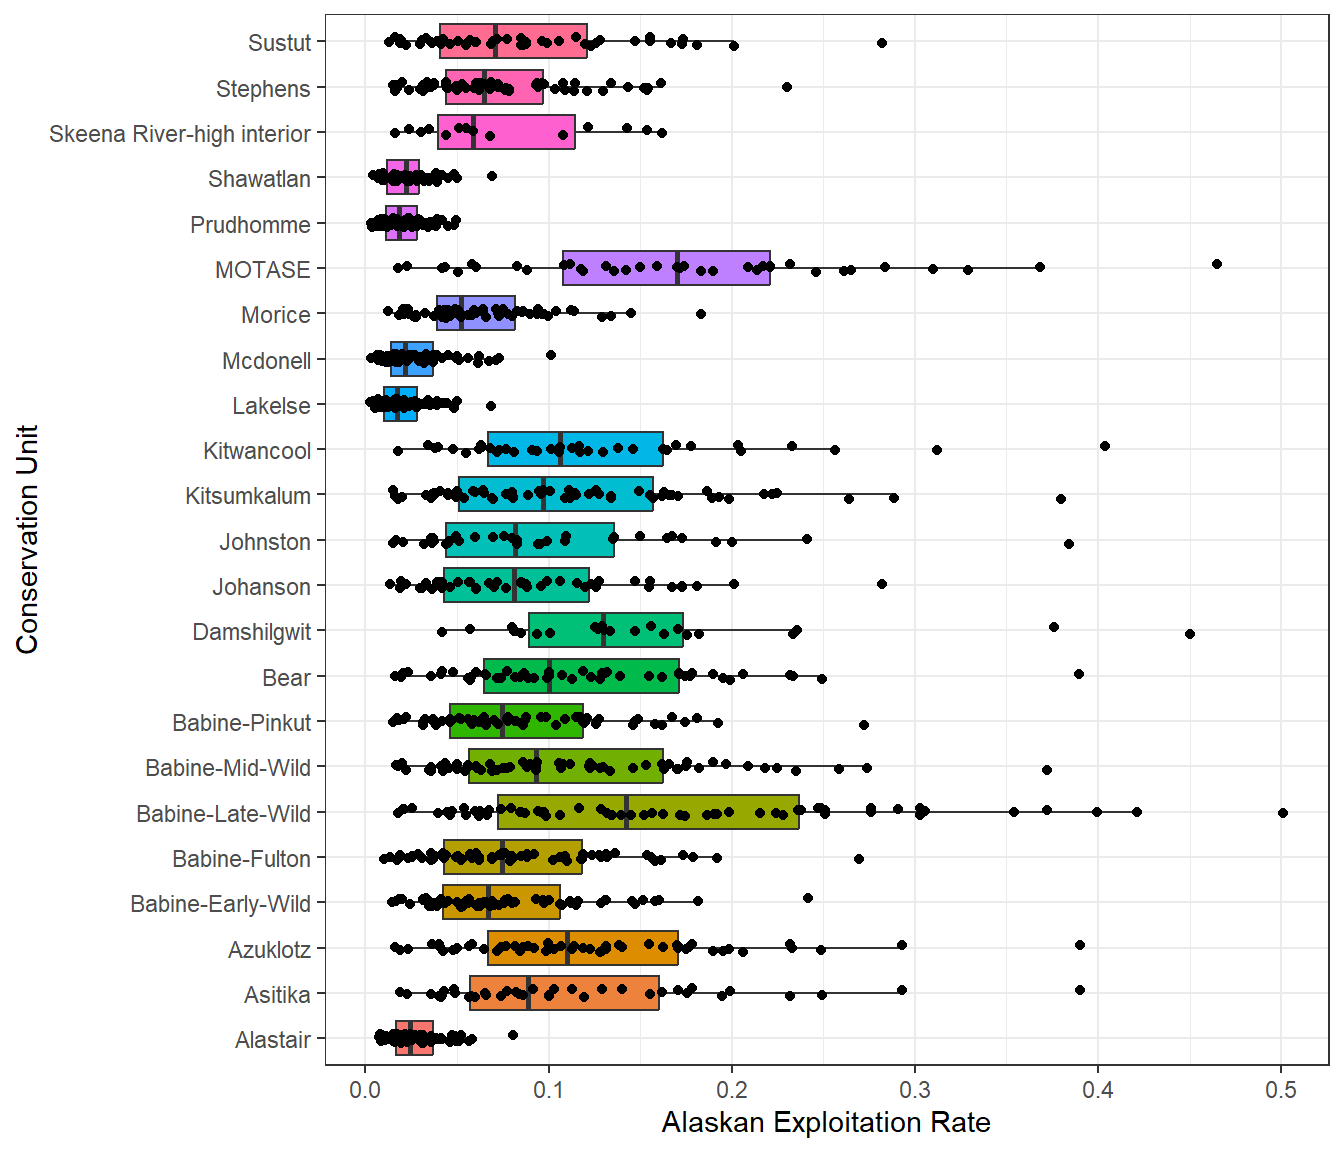 Conservation Unit
Sustut
Stephens
Skeena River-high interior
Shawatlan
Prudhomme
MOTASE
Morice
Mcdonell
Lakelse
Kitwancool
Kitsumkalum
Johnston
Johanson
Damshilgwit
Bear
Babine-Pinkut
Babine-Mid-Wild
Babine-Late-Wild
Babine-Fulton
Babine-Early-Wild
Azuklotz
Asitika
Alastair
0.0 0.1 0.2 0.3 0.4 0.5
Alaskan Exploitation Rate